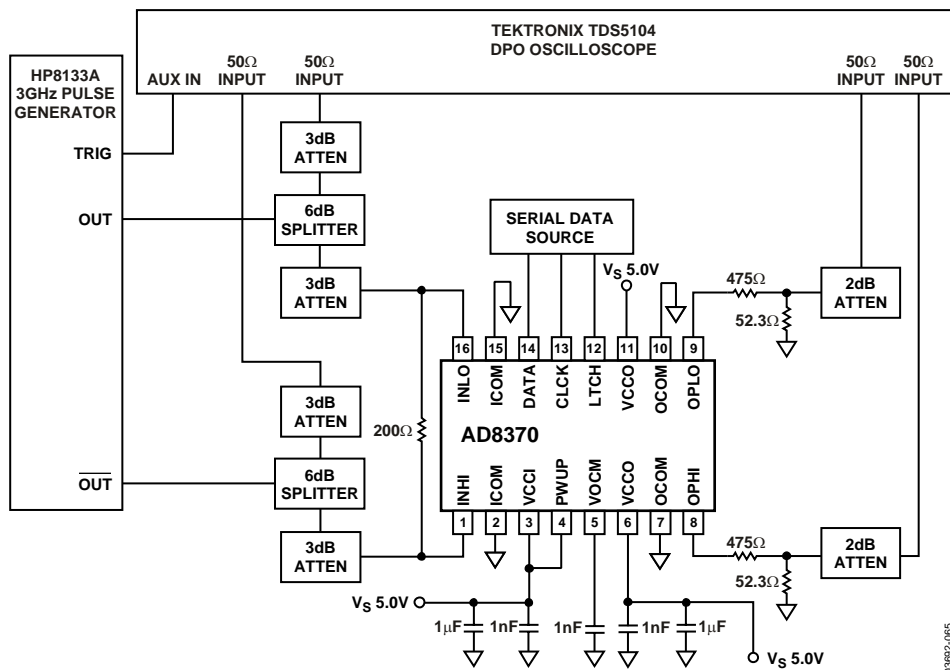 TEKTRONIX TDS5104
DPO OSCILLOSCOPE
HP8133A
3GHz PULSE
GENERATOR
AUX IN
50Ω
INPUT
50Ω
INPUT
50Ω
INPUT
50Ω
INPUT
TRIG
3dB
ATTEN
OUT
6dB
SPLITTER
SERIAL DATA
SOURCE
3dB
ATTEN
VS 5.0V
475Ω
2dB
ATTEN
52.3Ω
16
15
14
13
12
11
10
9
INLO
ICOM
DATA
CLCK
LTCH
VCCO
OCOM
OPLO
3dB
ATTEN
200Ω
AD8370
OUT
6dB
SPLITTER
INHI
ICOM
VCCI
PWUP
VOCM
VCCO
OCOM
OPHI
1
2
3
4
5
6
7
8
3dB
ATTEN
475Ω
2dB
ATTEN
52.3Ω
VS 5.0V
1μF
1nF
1nF
1nF
1μF
VS 5.0V